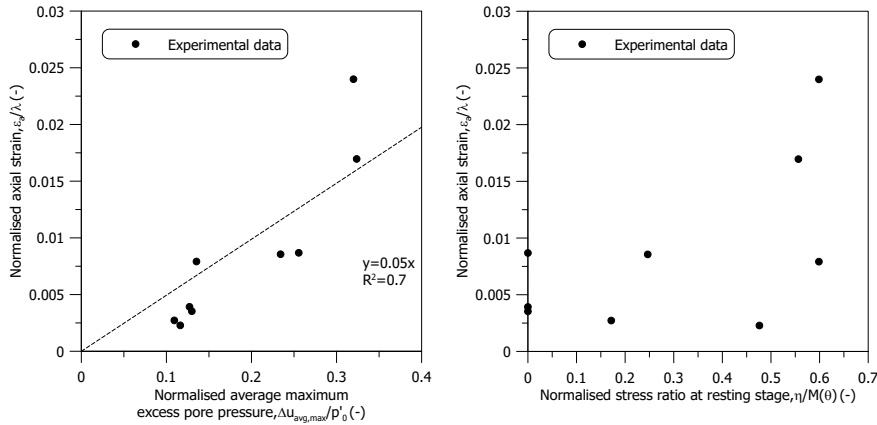 0.03
0.025
0.02
0.015
0.01
0.005
0
Normalised axial strain,εa/λ(-)
Experimental data
y=0.05x
R²=0.7
0 0.1 0.2 0.3 0.4
Normalised average maximum
excess pore pressure,Δuavg,max/p'0(-)
0.03
0.025
0.02
0.015
0.01
0.005
0
Normalised axial strain,εa/λ(-)
Experimental data
0 0.1 0.2 0.3 0.4 0.5 0.6 0.7
Normalised stress ratio at resting stage,η/M(θ)(-)